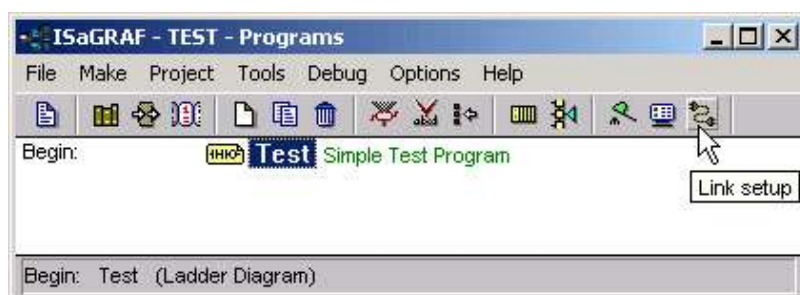 ISaGRAF - TEST - Programs
File Make Project Tools Debug Options Help
Begin: Test Simple Test Program
Link setup
Begin: Test (Ladder Diagram)